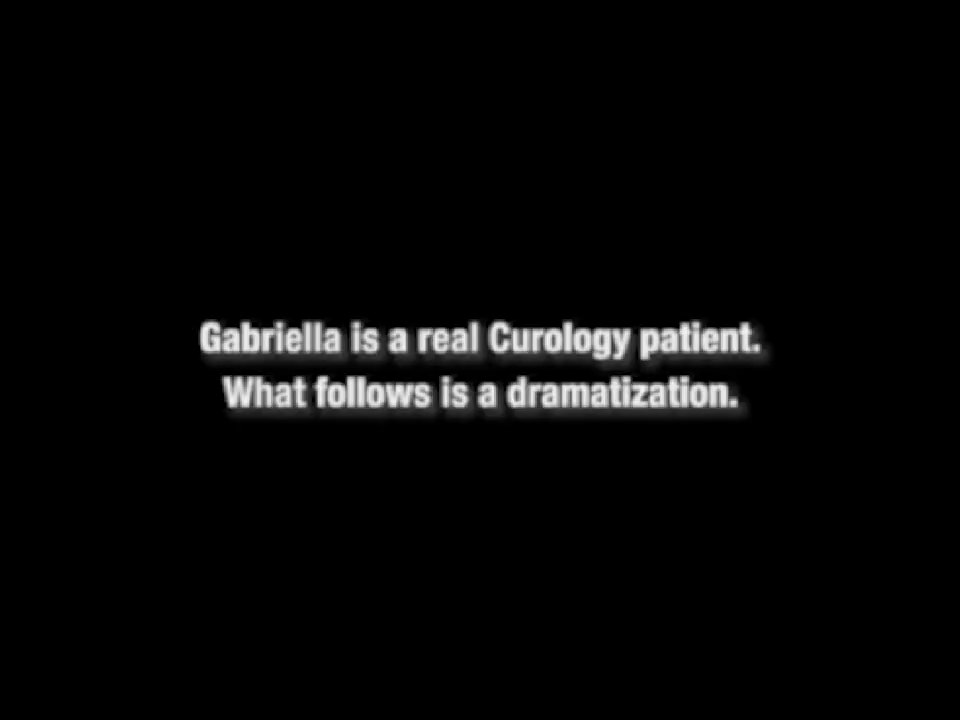 Gabriella is a real Curology patient.
What follows is a dramatization.